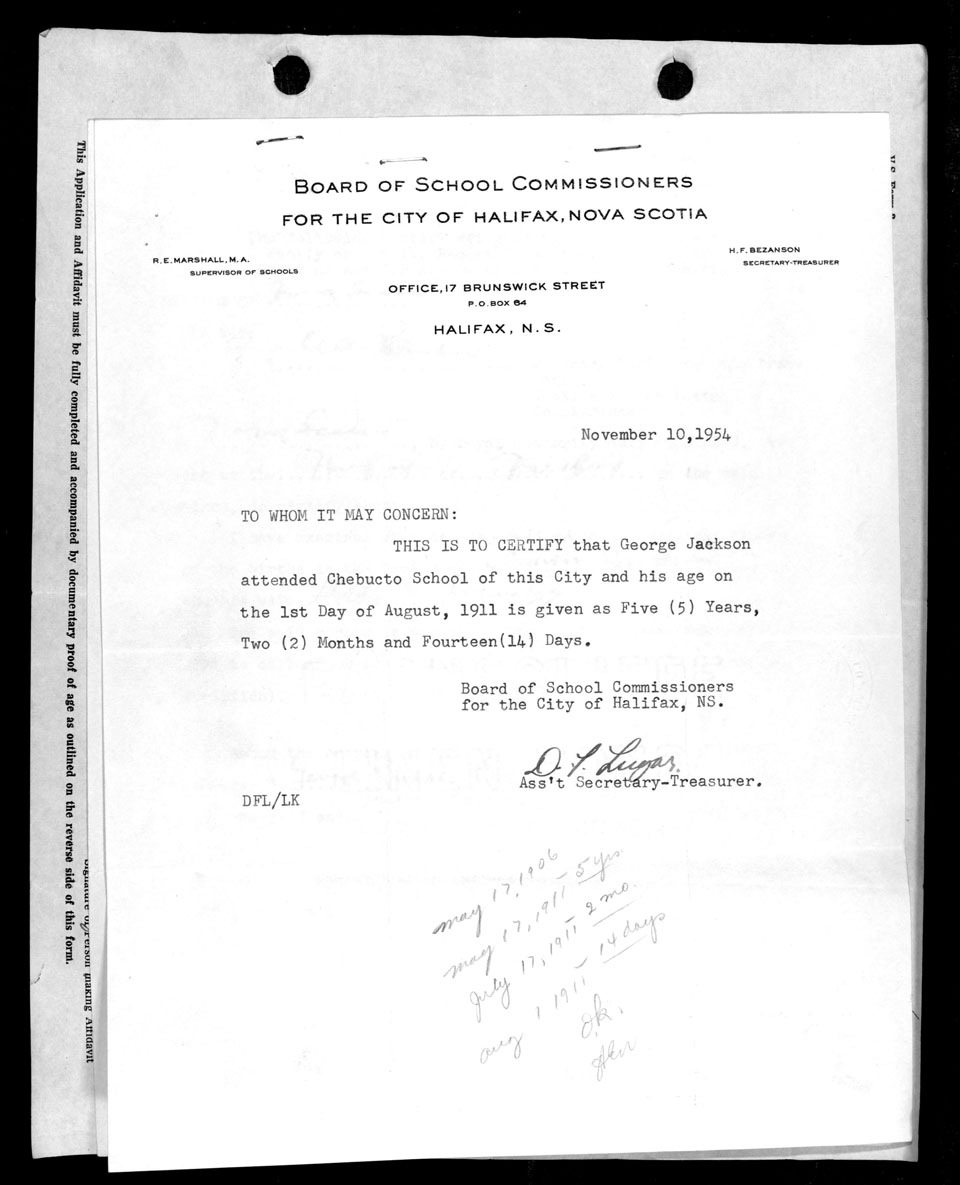 BOARD OF SCHOOL COMMISSIONERS
FOR THE CITY OF HALIFAX, NOVA SCOTIA
R.E. MARSHALL, M.A.
SUPERVISOR OF SCHOOLS
H.F. BEZANSON
SECRETARY-TREASURER
OFFICE, 17 BRUNSWICK STREET
P.O. BOX 64
HALIFAX, N.S.
November 10,1954
TO WHOM IT MAY CONCERN:
THIS IS TO CERTIFY that George Jackson
attended Chebucto School of this City and his age on
the 1st Day of August, 1911 is given as Five (5) Years,
Two (2) Months and Fourteen(14) Days.
Board of School Commissioners
for the City of Halifax, NS.
D. F. Lugar.
Ass't Secretary-Treasurer.
DFL/LK
may 17, 1906
may 17, 1911 - 5 yrs
July 17, 1911 2 mo.
aug 1 1911 - 14 days
O.k.
This Application and Affidavit must be fully completed and accompanied by documentary proof of age as outlined on the reverse side of this form.
Signature of Person making Affidavit